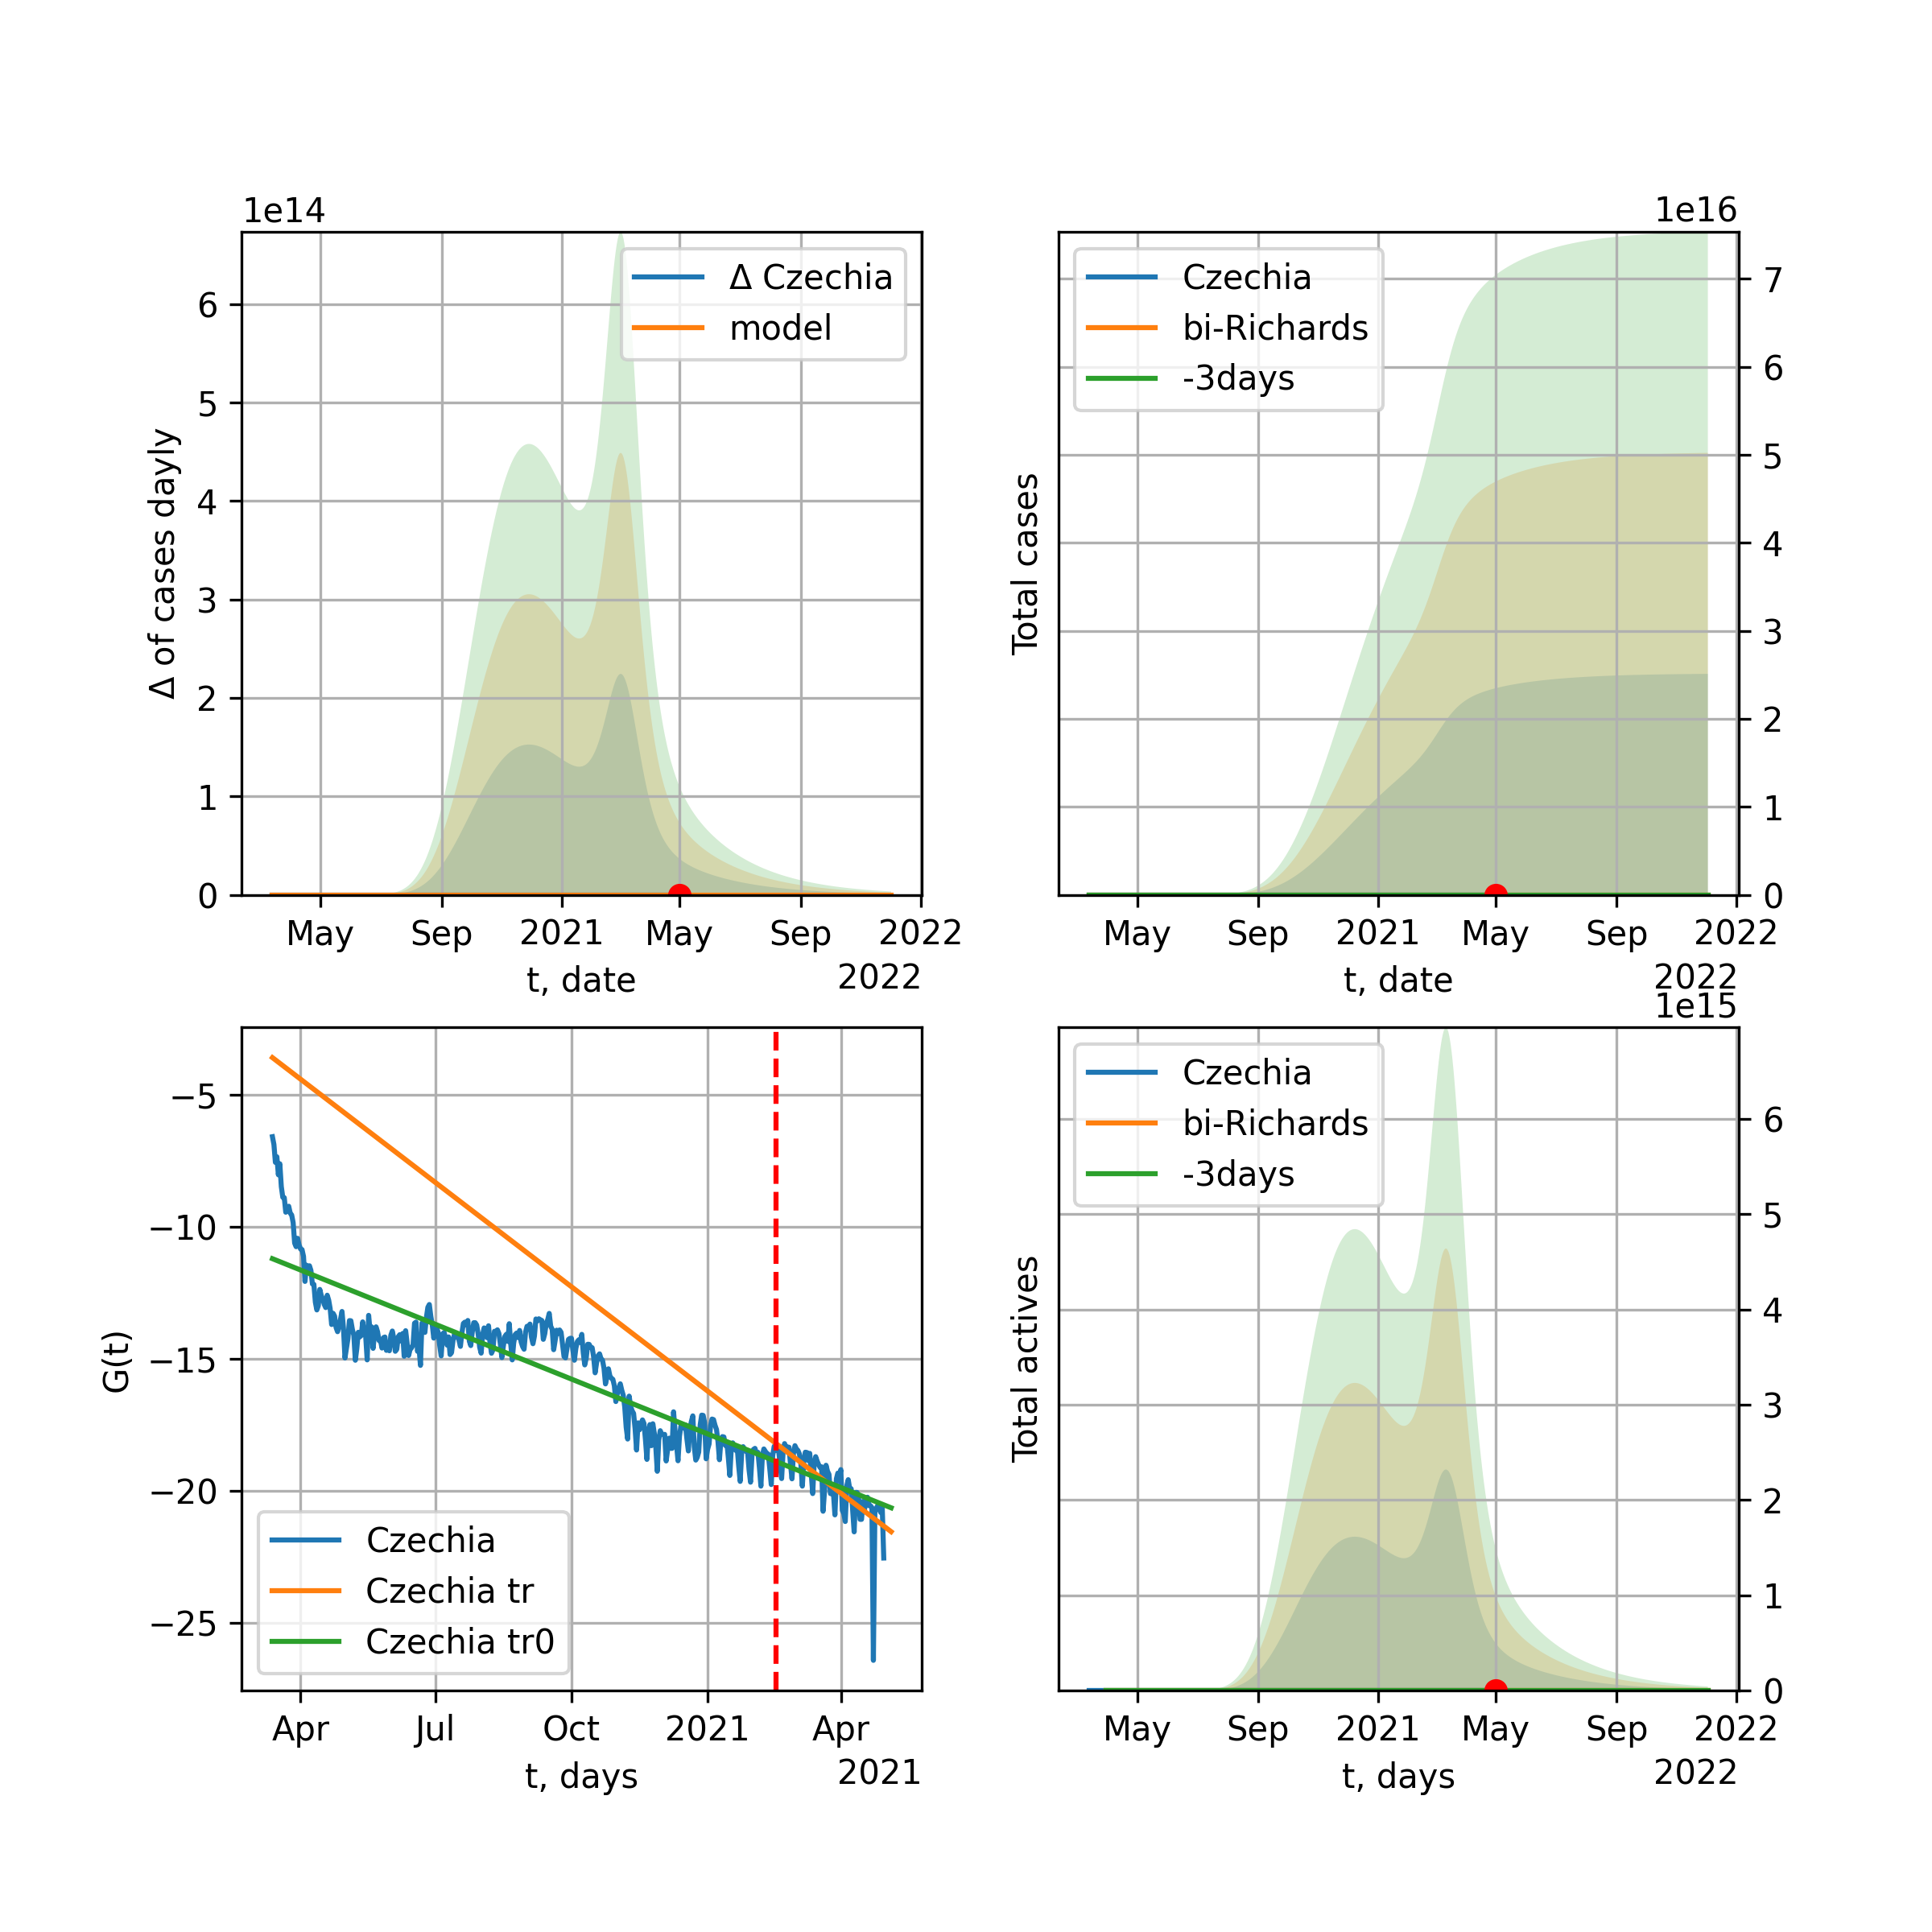 1e14
Δ of cases dayly
6
5
4
3
2
1
0
Δ Czechia
model
May Sep 2021 May Sep 2022
t, date
2022
1e16
Total cases
Czechia
bi-Richards
-3days
7
6
5
4
3
2
1
0
May Sep 2021 May Sep 2022
t, date
2022
G(t)
−5
−10
−15
−20
−25
Czechia
Czechia tr
Czechia tr0
Apr Jul Oct 2021 Apr
t, days
2021
1e15
Total actives
Czechia
bi-Richards
-3days
6
5
4
3
2
1
0
May Sep 2021 May Sep 2022
t, days
2022